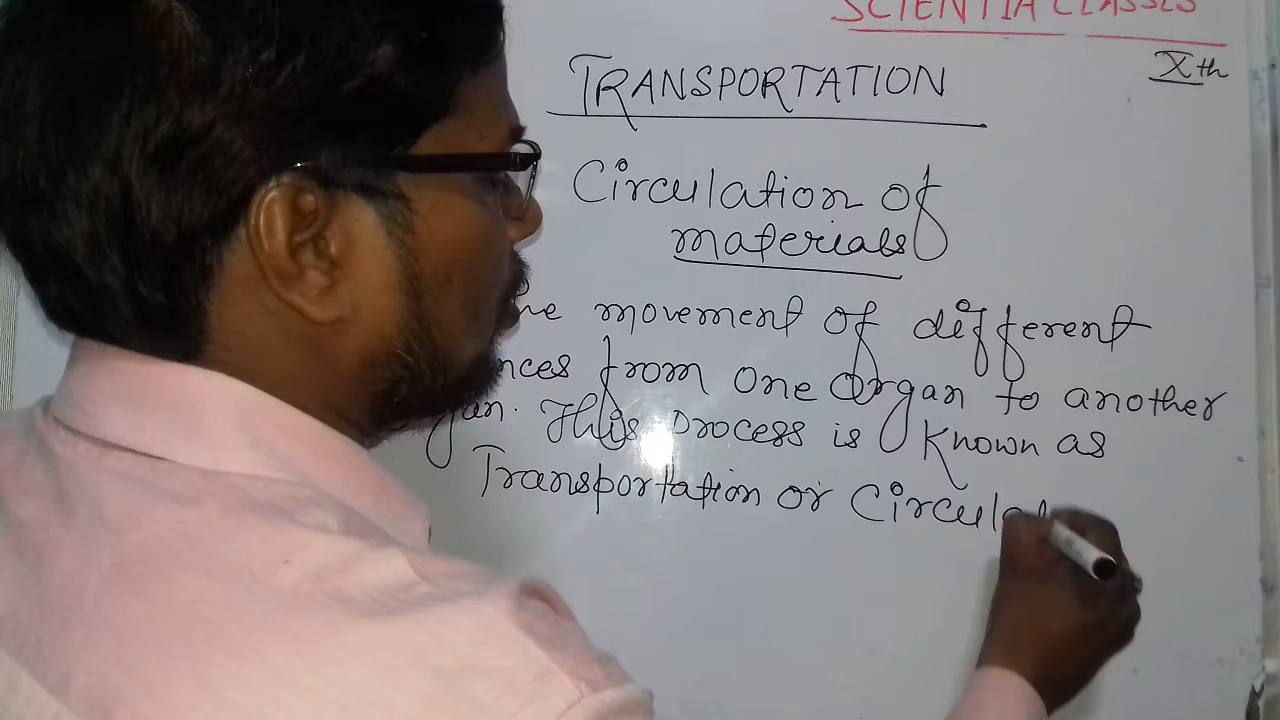 SCIENTIA CLASSES
Xth
TRANSPORTATION
Circulation of
materials
movement of different
from one organ to another
This process is known as
Transportation or Circula